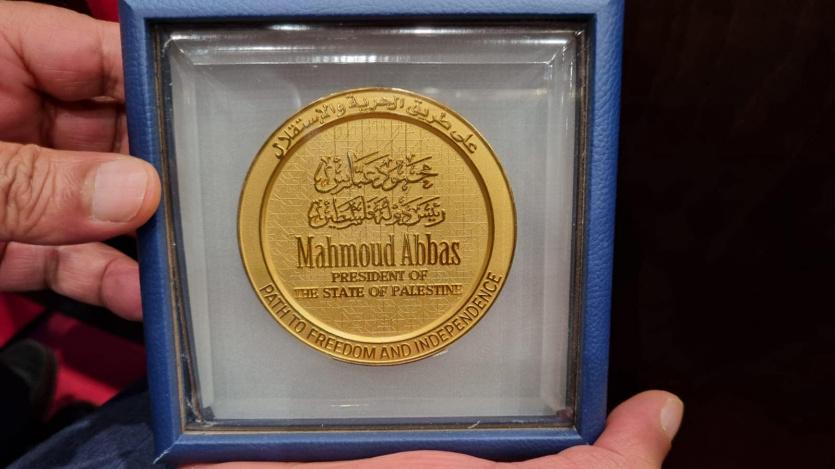 على طريق الحرية والاستقلال
محمود عباس
رئيس دولة فلسطين
Mahmoud Abbas
PRESIDENT OF
THE STATE OF PALESTINE
PATH TO FREEDOM AND INDEPENDENCE